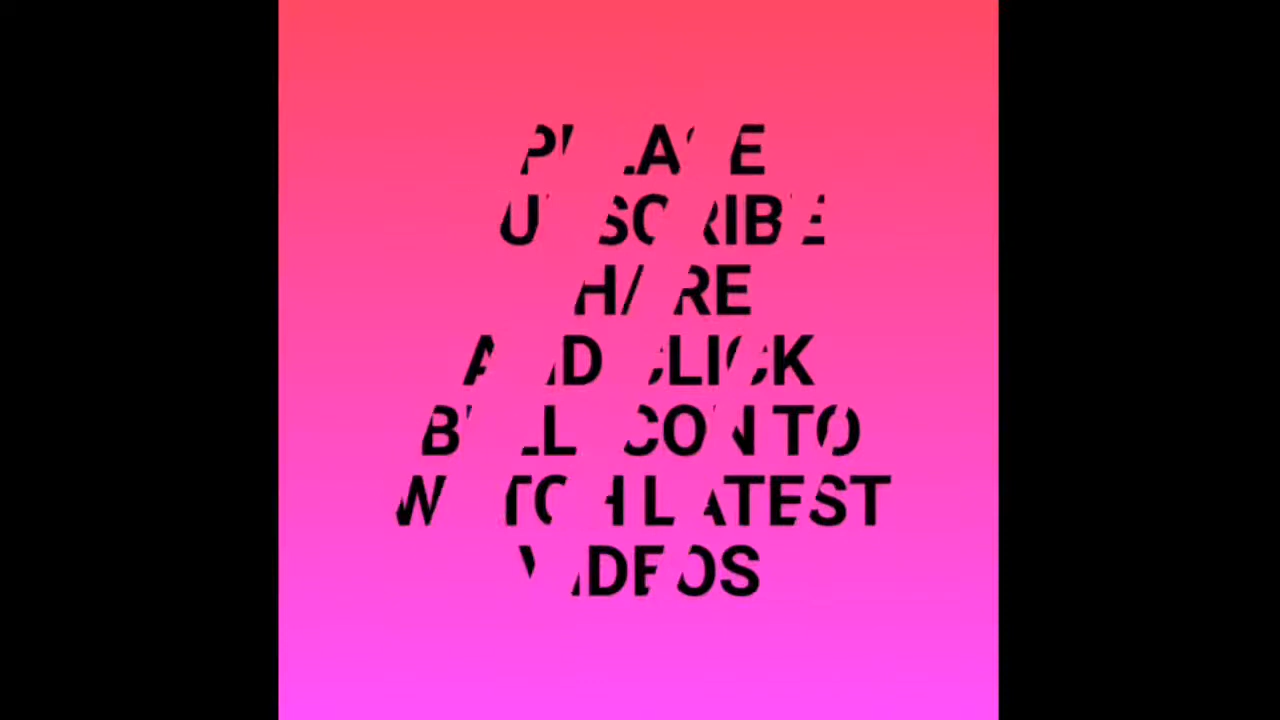 PLEASE
SUBSCRIBE
SHARE
AND CLICK
BELL ICON TO
WATCH LATEST
VIDEOS